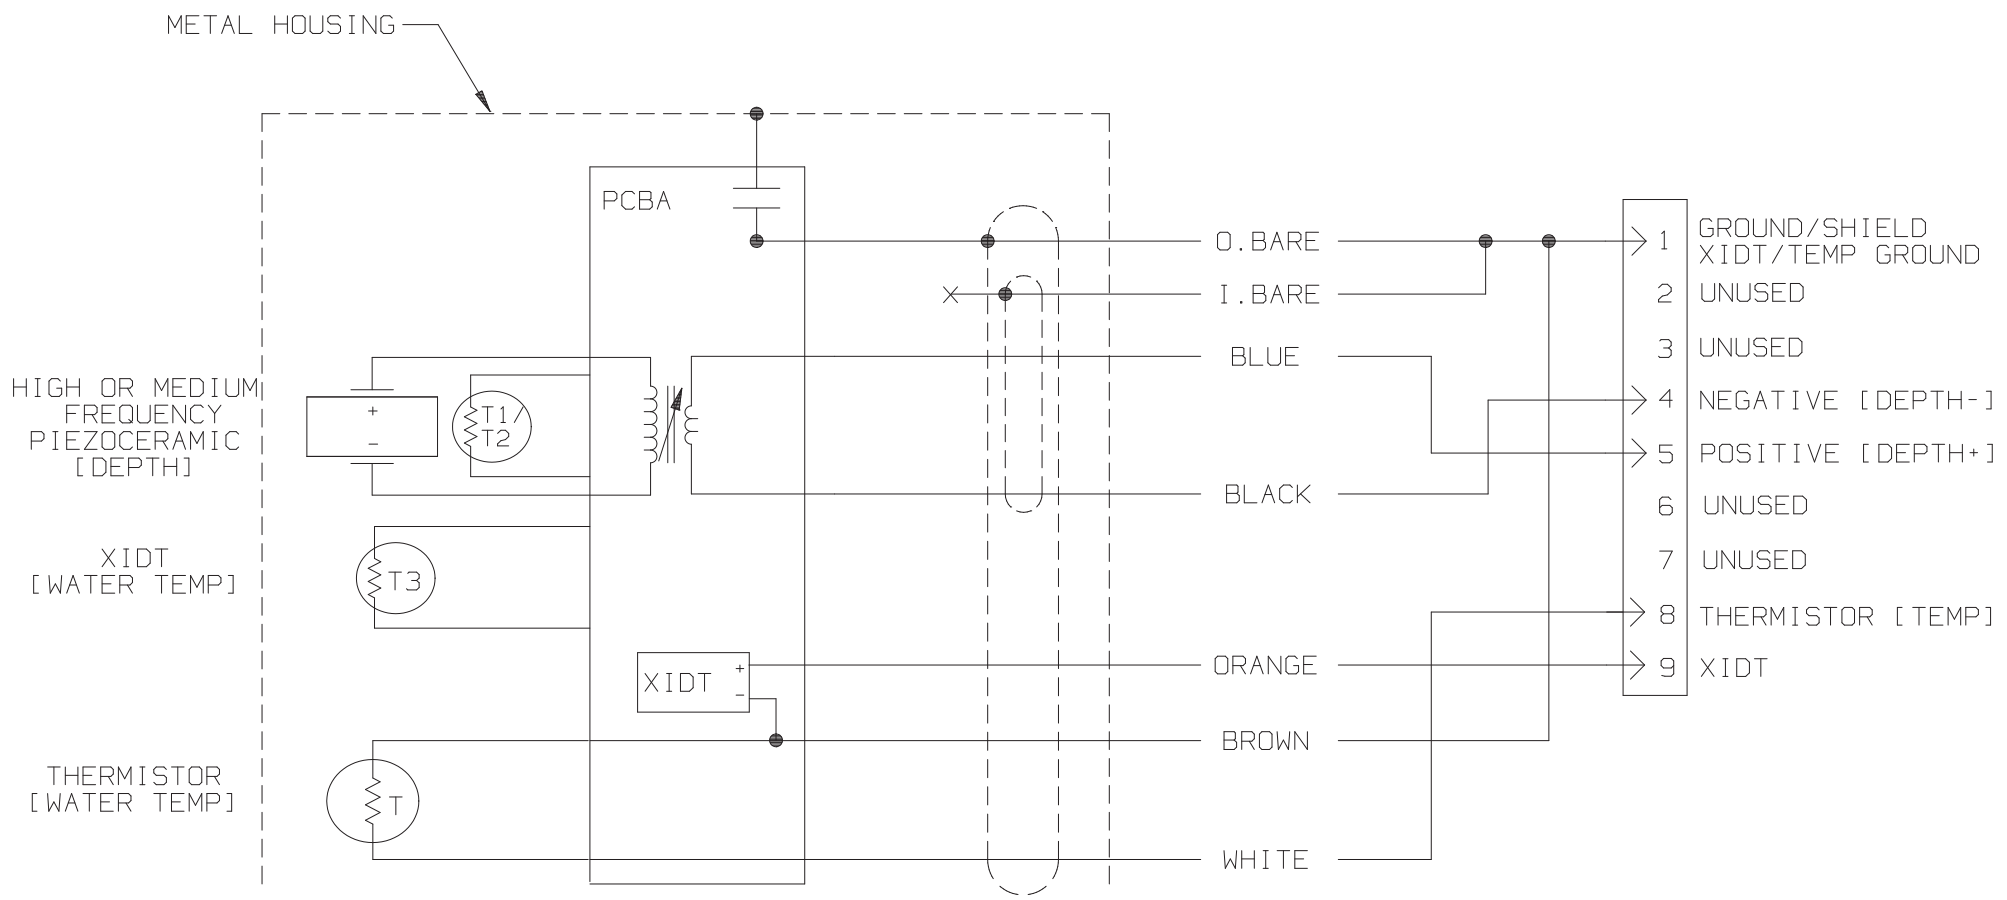 METAL HOUSING
PCBA
HIGH OR MEDIUM
FREQUENCY
PIEZOCERAMIC
[DEPTH]
+
-
T1/
T2
XIDT
[WATER TEMP]
T3
XIDT
+
-
THERMISTOR
[WATER TEMP]
T
O.BARE
I.BARE
BLUE
BLACK
ORANGE
BROWN
WHITE
1 GROUND/SHIELD
XIDT/TEMP GROUND
2 UNUSED
3 UNUSED
4 NEGATIVE [DEPTH-]
5 POSITIVE [DEPTH+]
6 UNUSED
7 UNUSED
8 THERMISTOR [TEMP]
9 XIDT